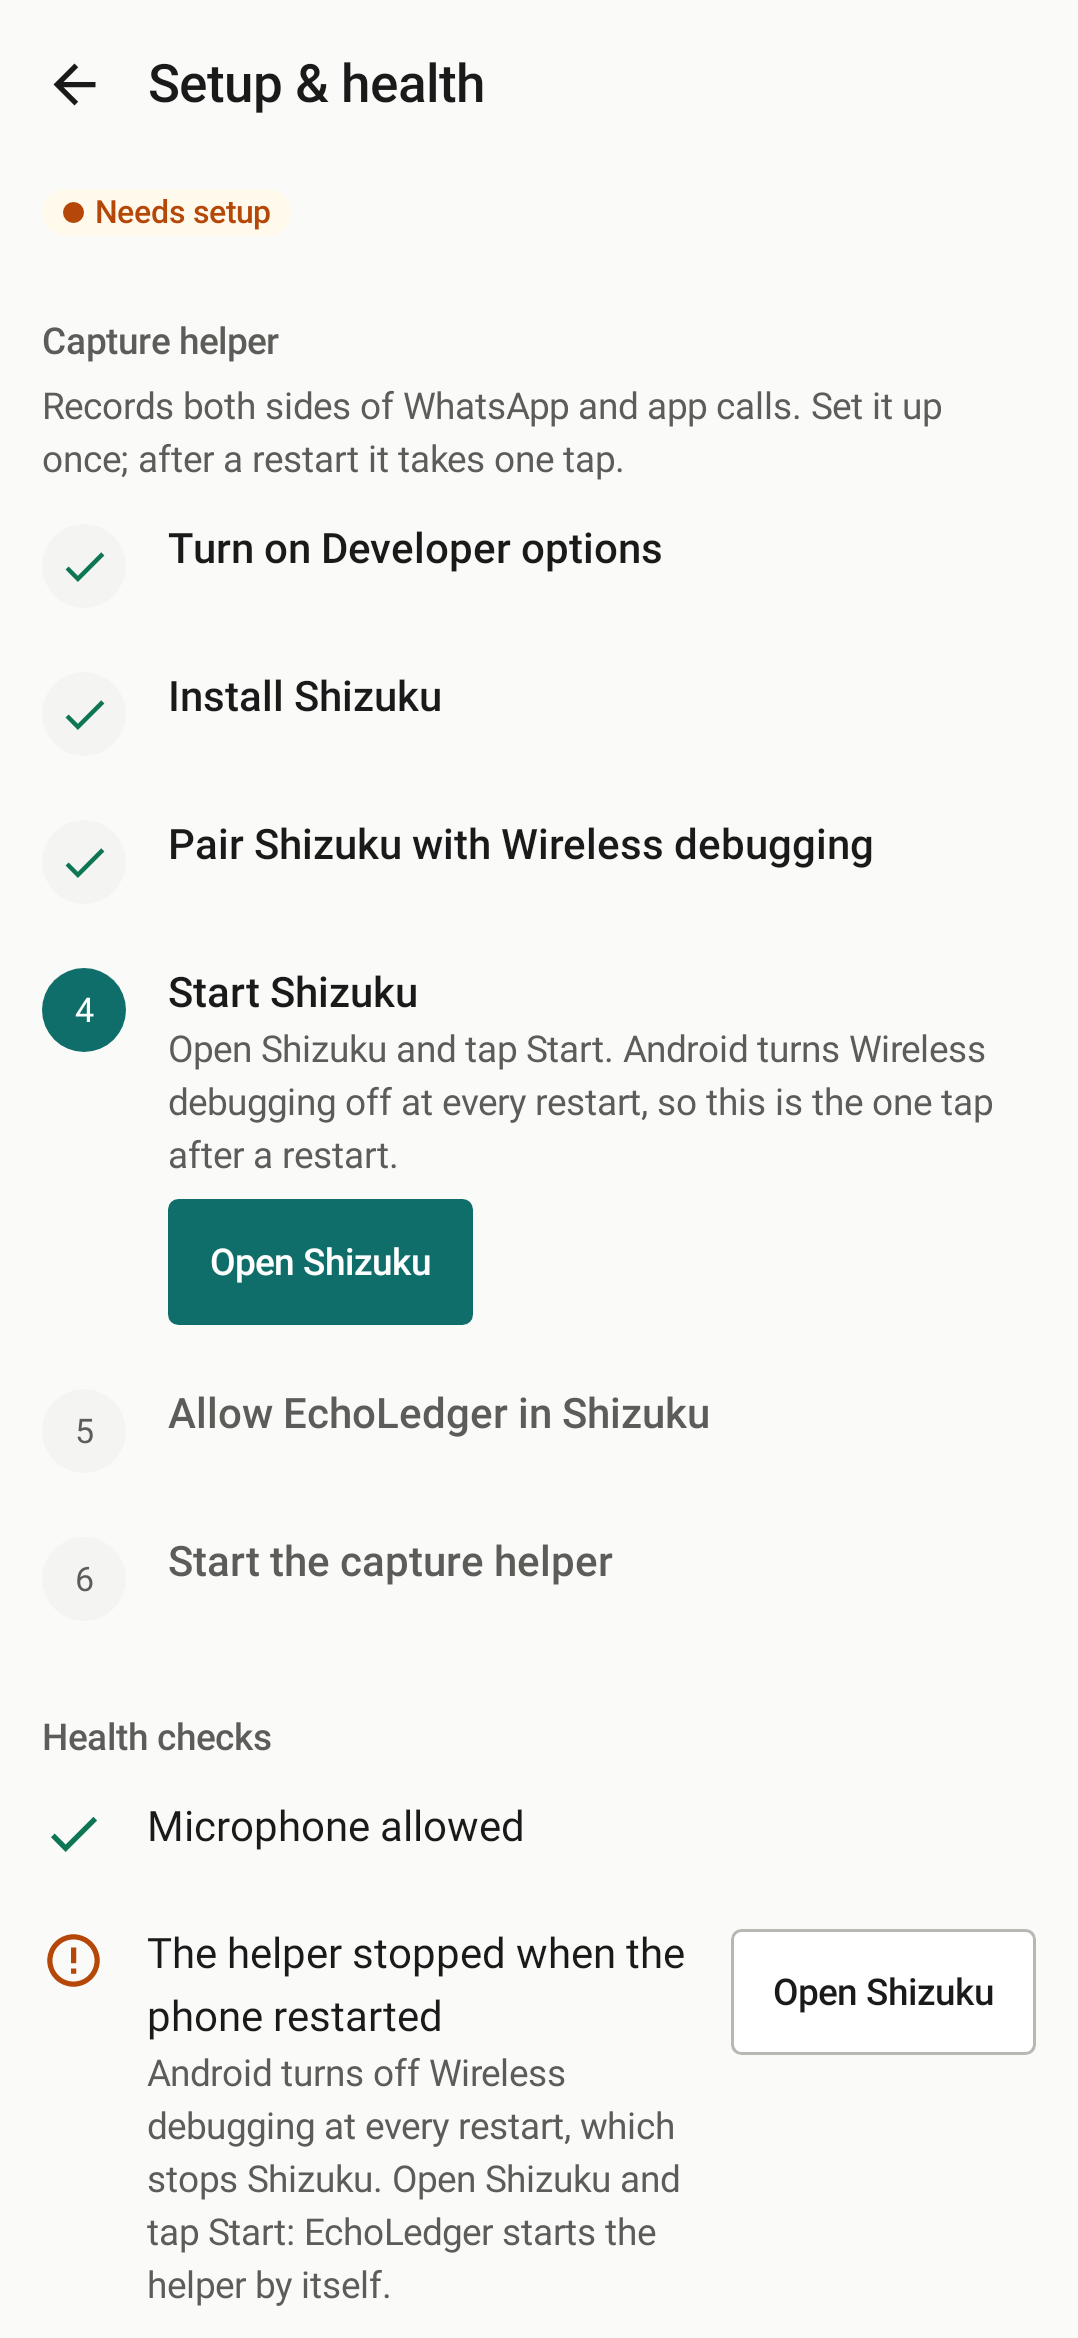 Setup & health
Needs setup
Capture helper
Records both sides of WhatsApp and app calls. Set it up
once; after a restart it takes one tap.
Turn on Developer options
Install Shizuku
Pair Shizuku with Wireless debugging
4
Start Shizuku
Open Shizuku and tap Start. Android turns Wireless
debugging off at every restart, so this is the one tap
after a restart.
Open Shizuku
5
Allow EchoLedger in Shizuku
6
Start the capture helper
Health checks
Microphone allowed
The helper stopped when the
phone restarted
Android turns off Wireless
debugging at every restart, which
stops Shizuku. Open Shizuku and
tap Start: EchoLedger starts the
helper by itself.
Open Shizuku